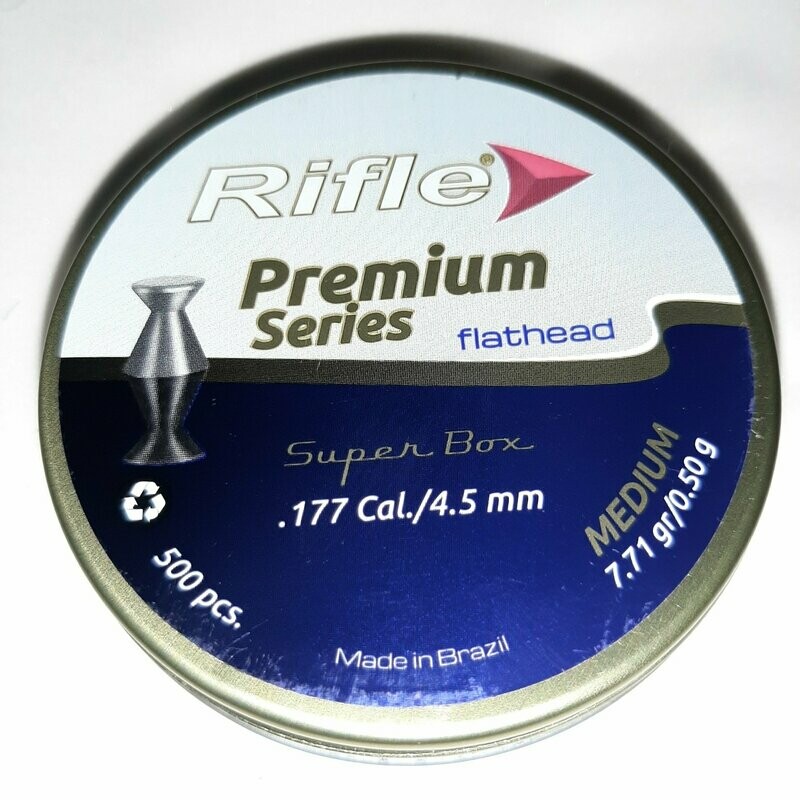 Rifle®
Premium
Series
flathead
Super Box
.177 Cal./4.5 mm
MEDIUM
7.71 gr/0.50 g
500 pcs.
Made in Brazil